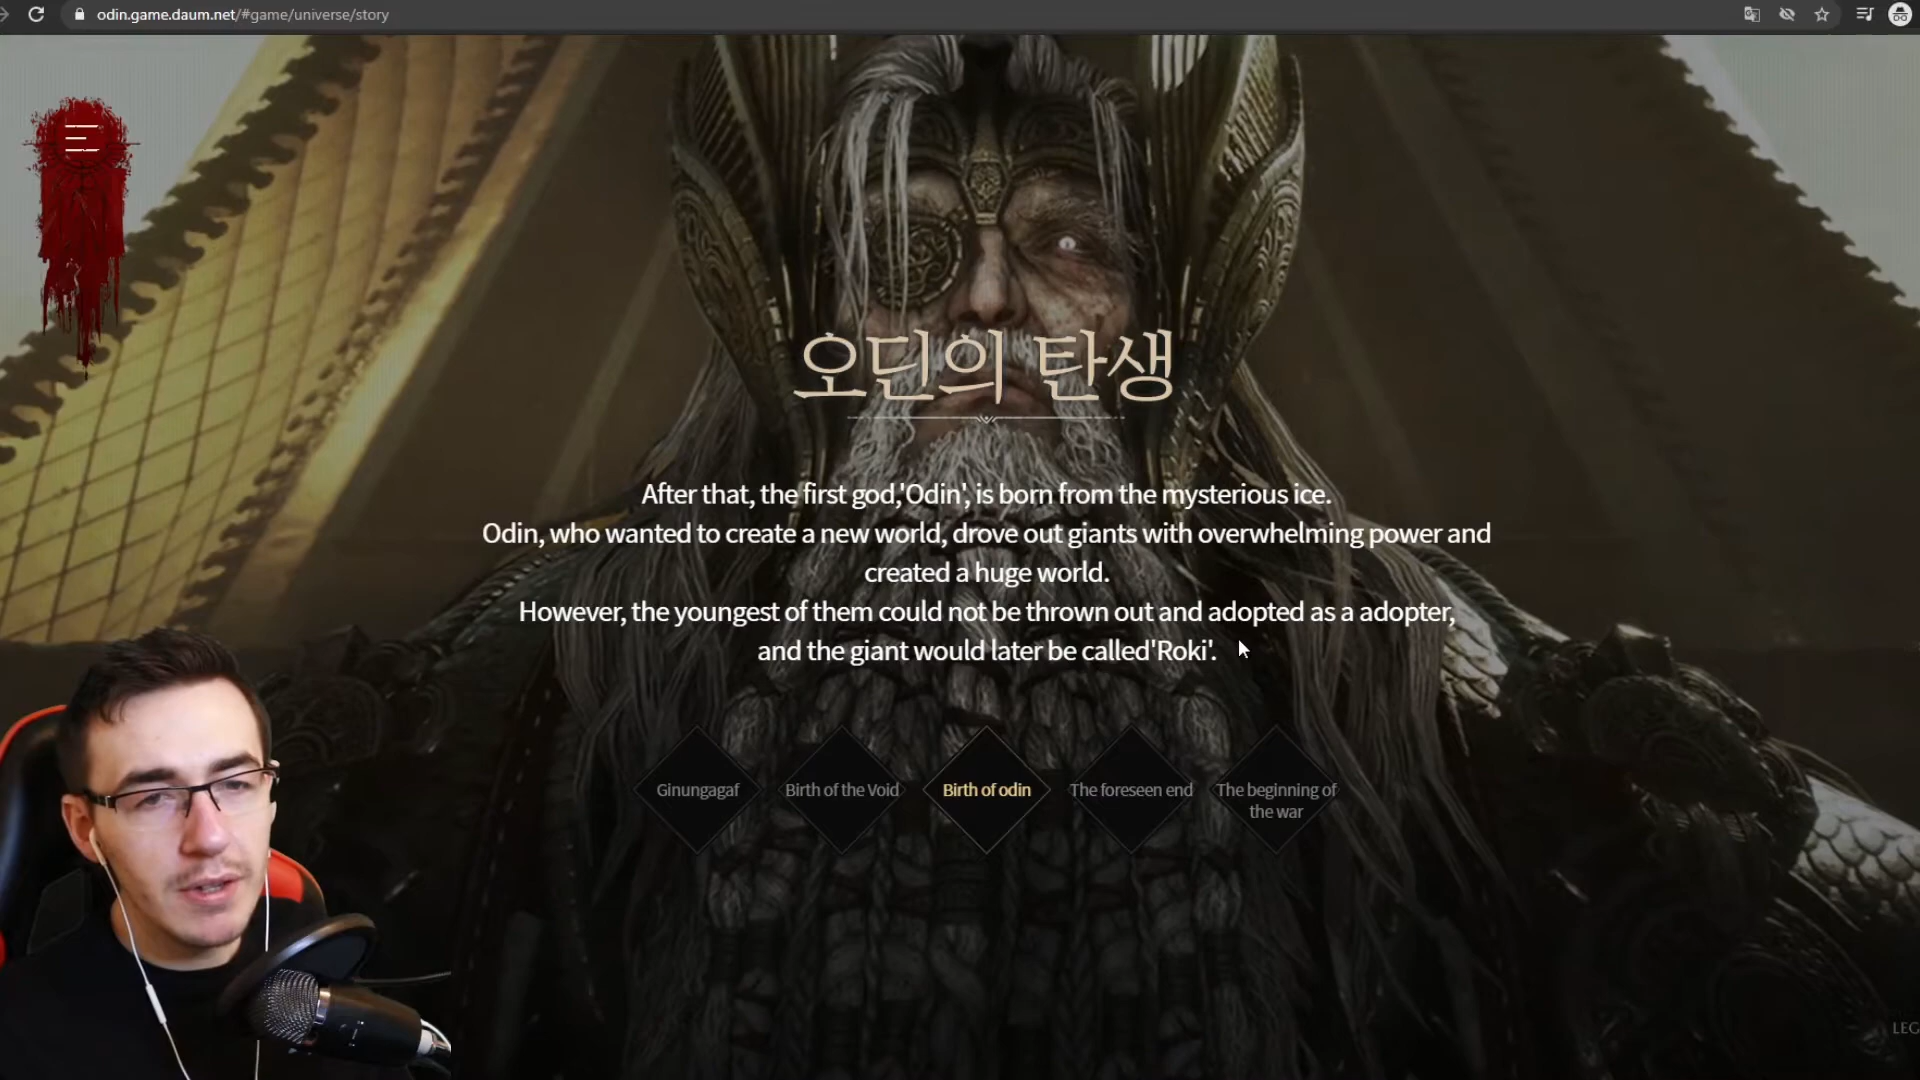 odin.game.daum.net/#game/universe/story
오딘의 탄생
After that, the first god,'Odin', is born from the mysterious ice.
Odin, who wanted to create a new world, drove out giants with overwhelming power and
created a huge world.
However, the youngest of them could not be thrown out and adopted as a adopter,
and the giant would later be called'Roki'.
Ginungagaf
Birth of the Void
Birth of odin
The foreseen end
The beginning of
the war
LEG